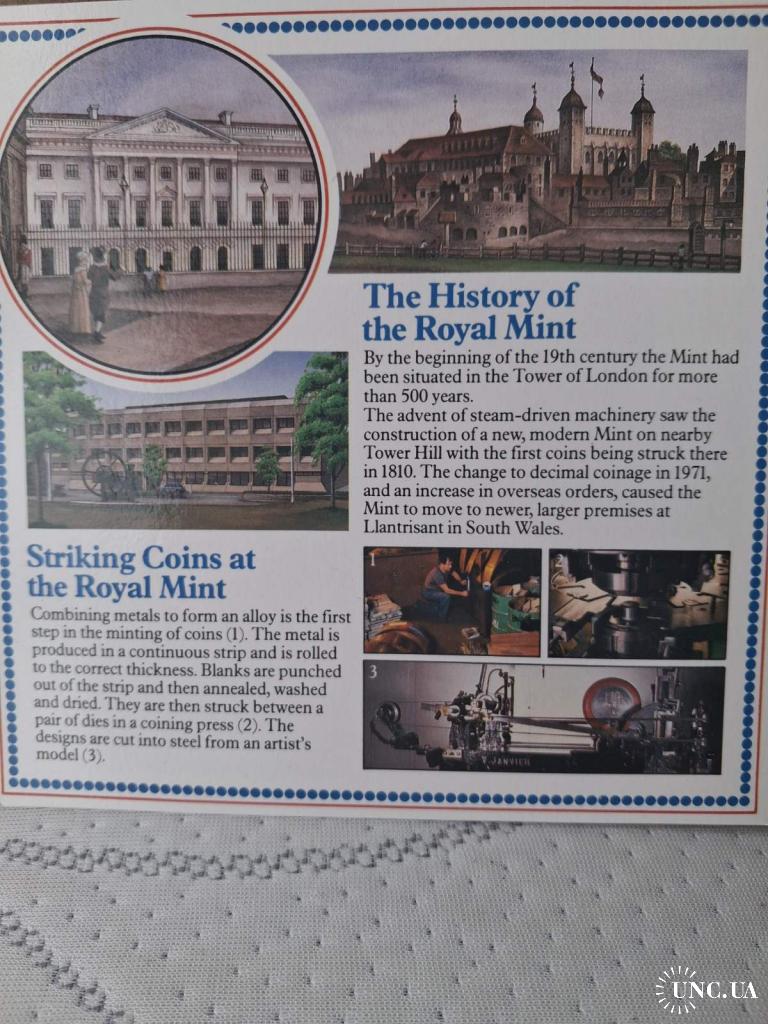 The History of
the Royal Mint
By the beginning of the 19th century the Mint had
been situated in the Tower of London for more
than 500 years.
The advent of steam-driven machinery saw the
construction of a new, modern Mint on nearby
Tower Hill with the first coins being struck there
in 1810. The change to decimal coinage in 1971,
and an increase in overseas orders, caused the
Mint to move to newer, larger premises at
Llantrisant in South Wales.
Striking Coins at
the Royal Mint
Combining metals to form an alloy is the first
step in the minting of coins (1). The metal is
produced in a continuous strip and is rolled
to the correct thickness. Blanks are punched
out of the strip and then annealed, washed
and dried. They are then struck between a
pair of dies in a coining press (2). The
designs are cut into steel from an artist's
model (3).
1
2
3
V. JANVIER
UNC.UA